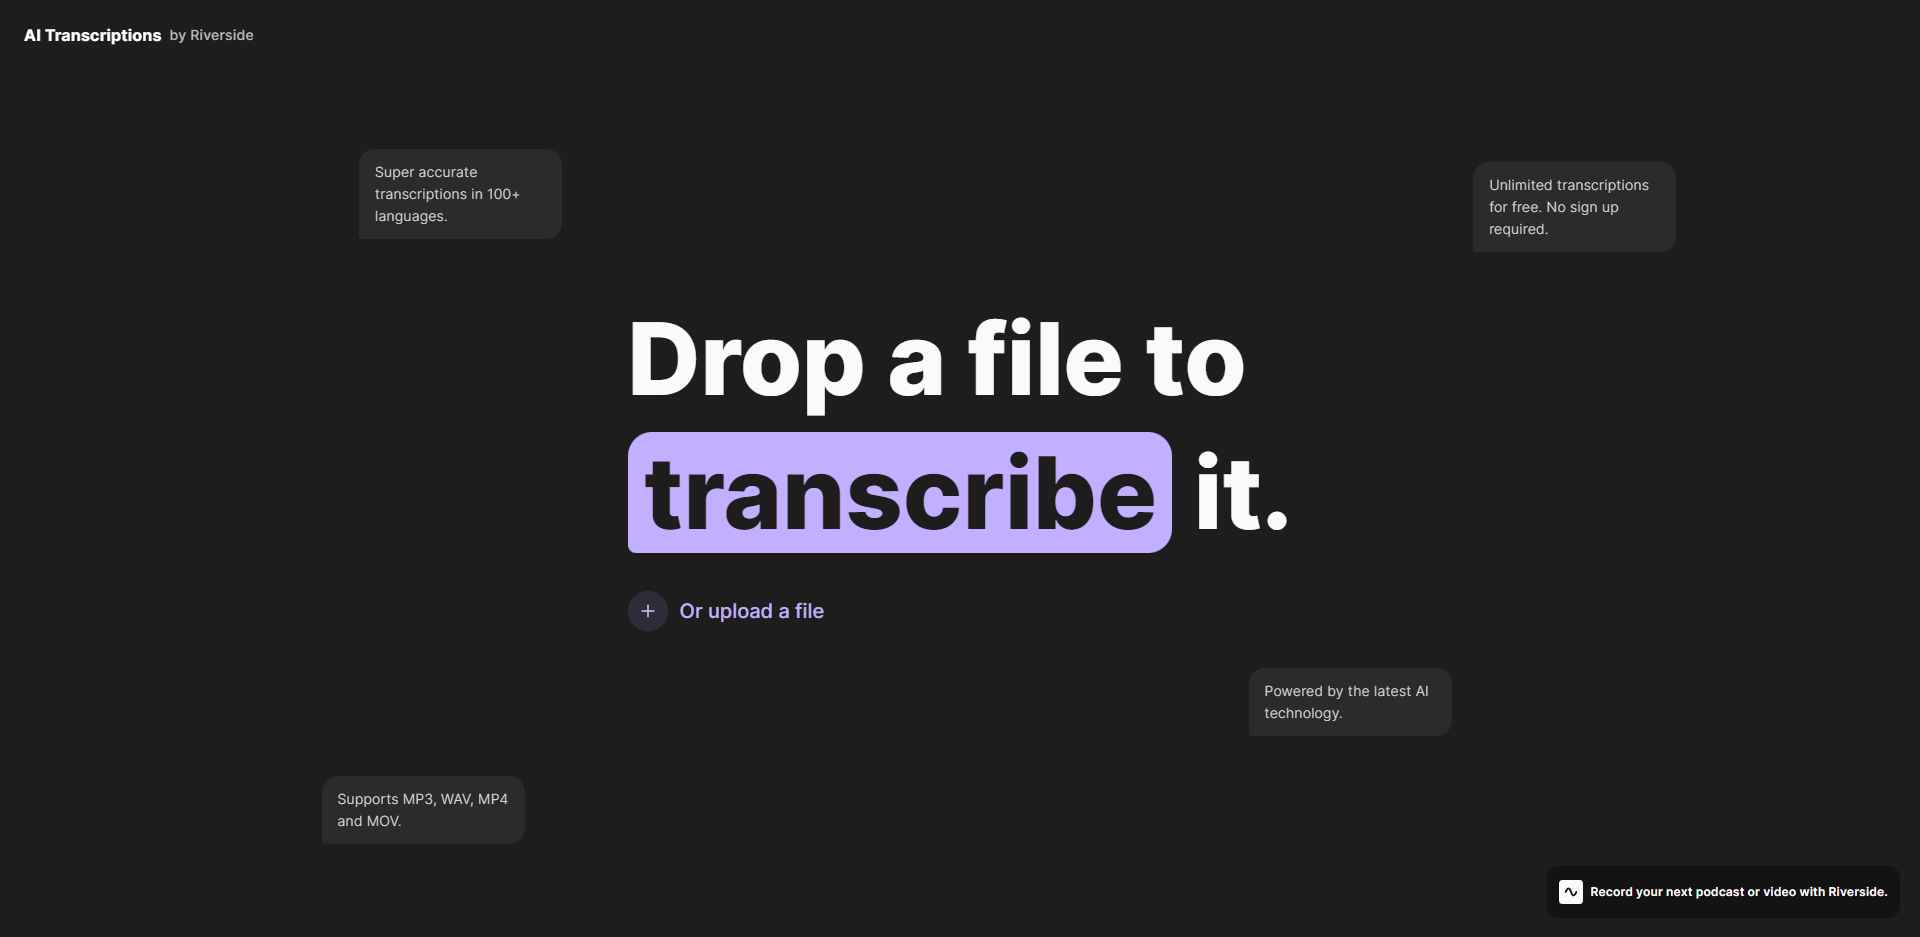 AI Transcriptions by Riverside
Super accurate
transcriptions in 100+
languages.
Unlimited transcriptions
for free. No sign up
required.
Drop a file to
transcribe it.
Or upload a file
Powered by the latest AI
technology.
Supports MP3, WAV, MP4
and MOV.
Record your next podcast or video with Riverside.